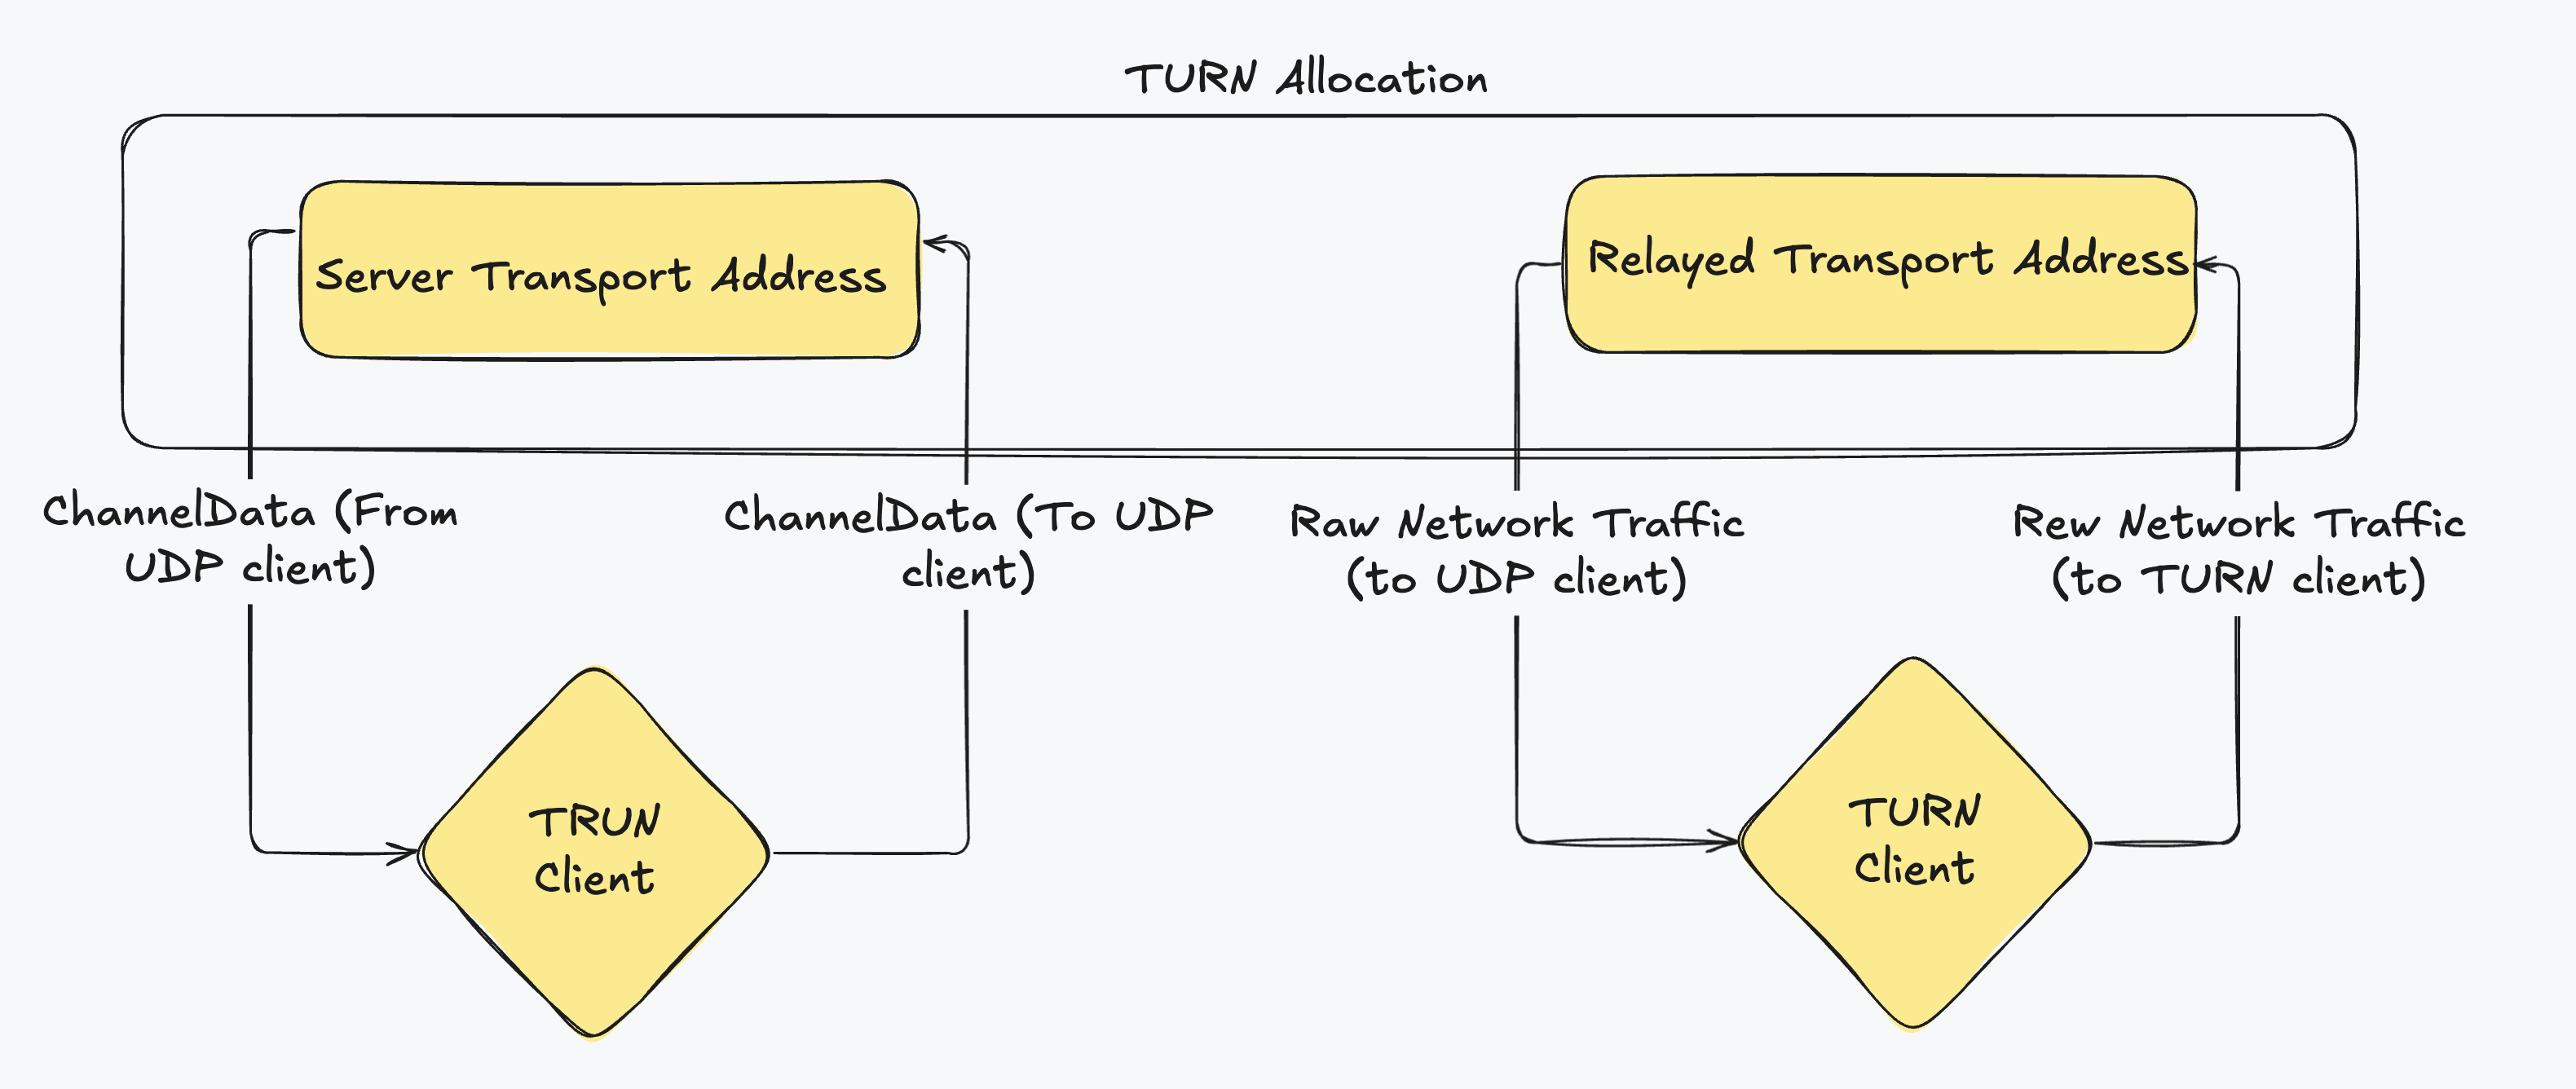 TURN Allocation
Server Transport Address
Relayed Transport Address
ChannelData (From
UDP client)
ChannelData (To UDP
client)
Raw Network Traffic
(to UDP client)
Rew Network Traffic
(to TURN client)
TRUN
Client
TURN
Client